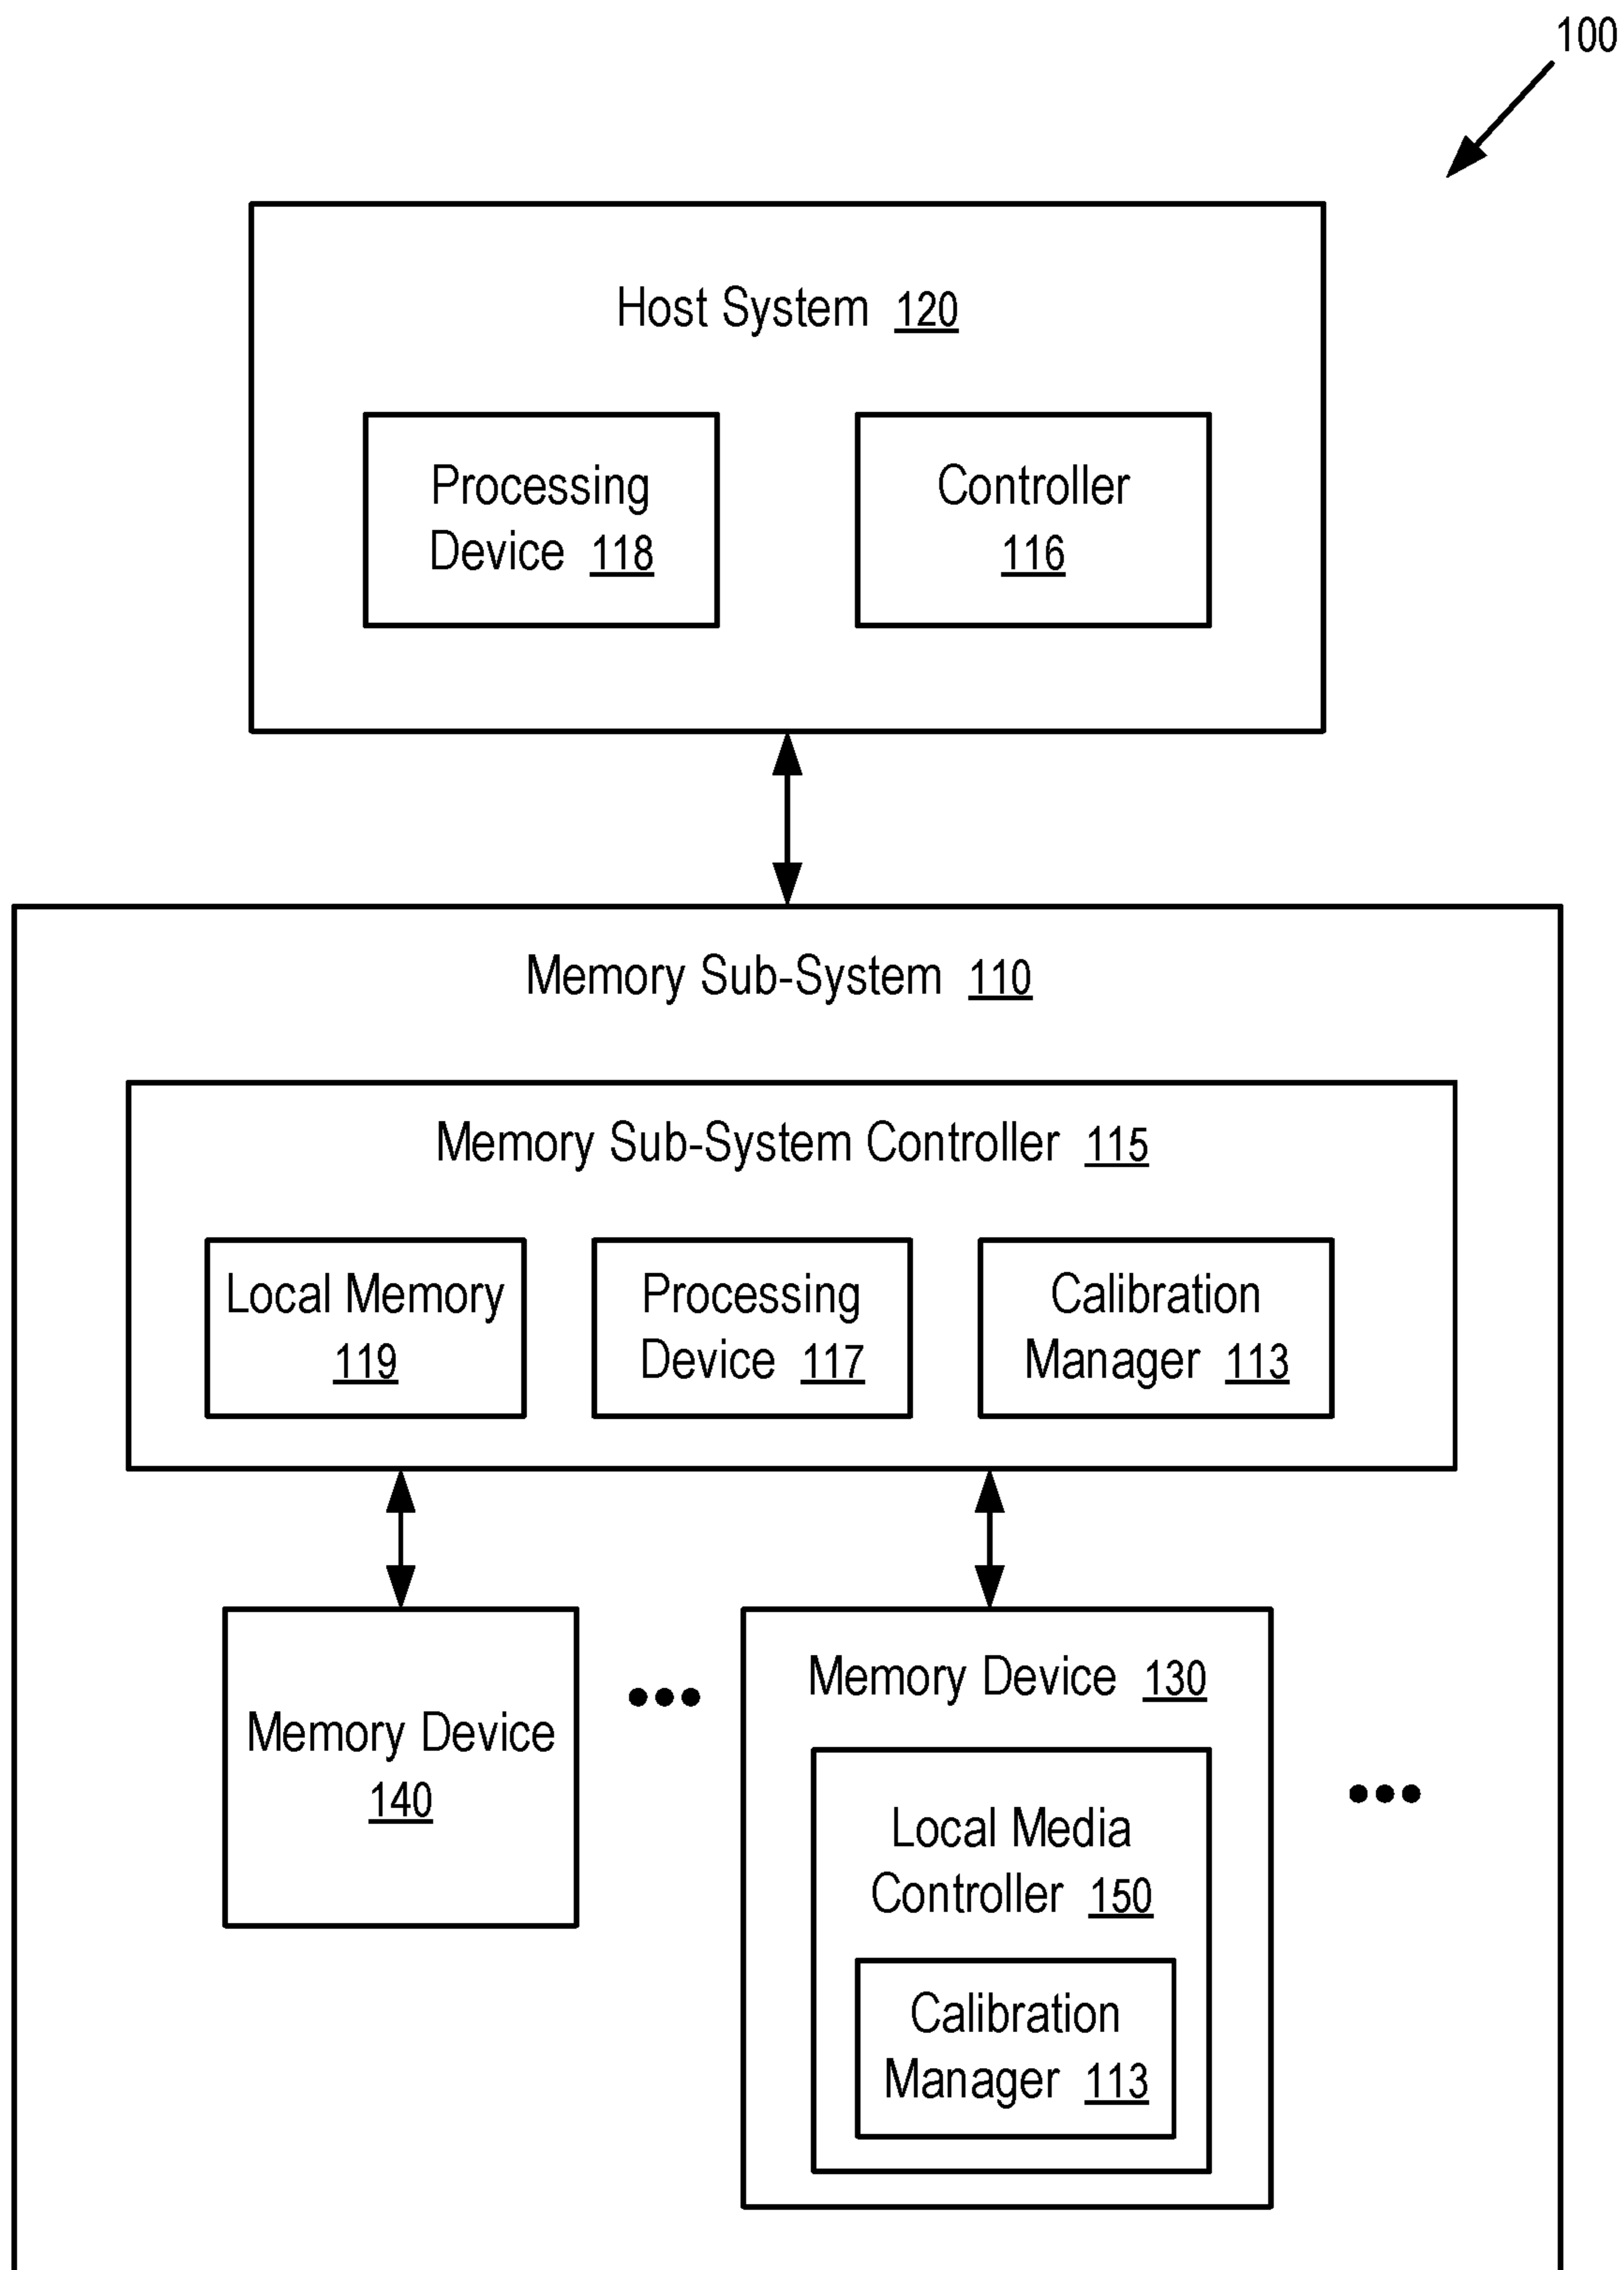 100
Host System 120
Processing
Device 118
Controller
116
Memory Sub-System 110
Memory Sub-System Controller 115
Local Memory
119
Processing
Device 117
Calibration
Manager 113
Memory Device
140
•••
Memory Device 130
Local Media
Controller 150
Calibration
Manager 113
•••